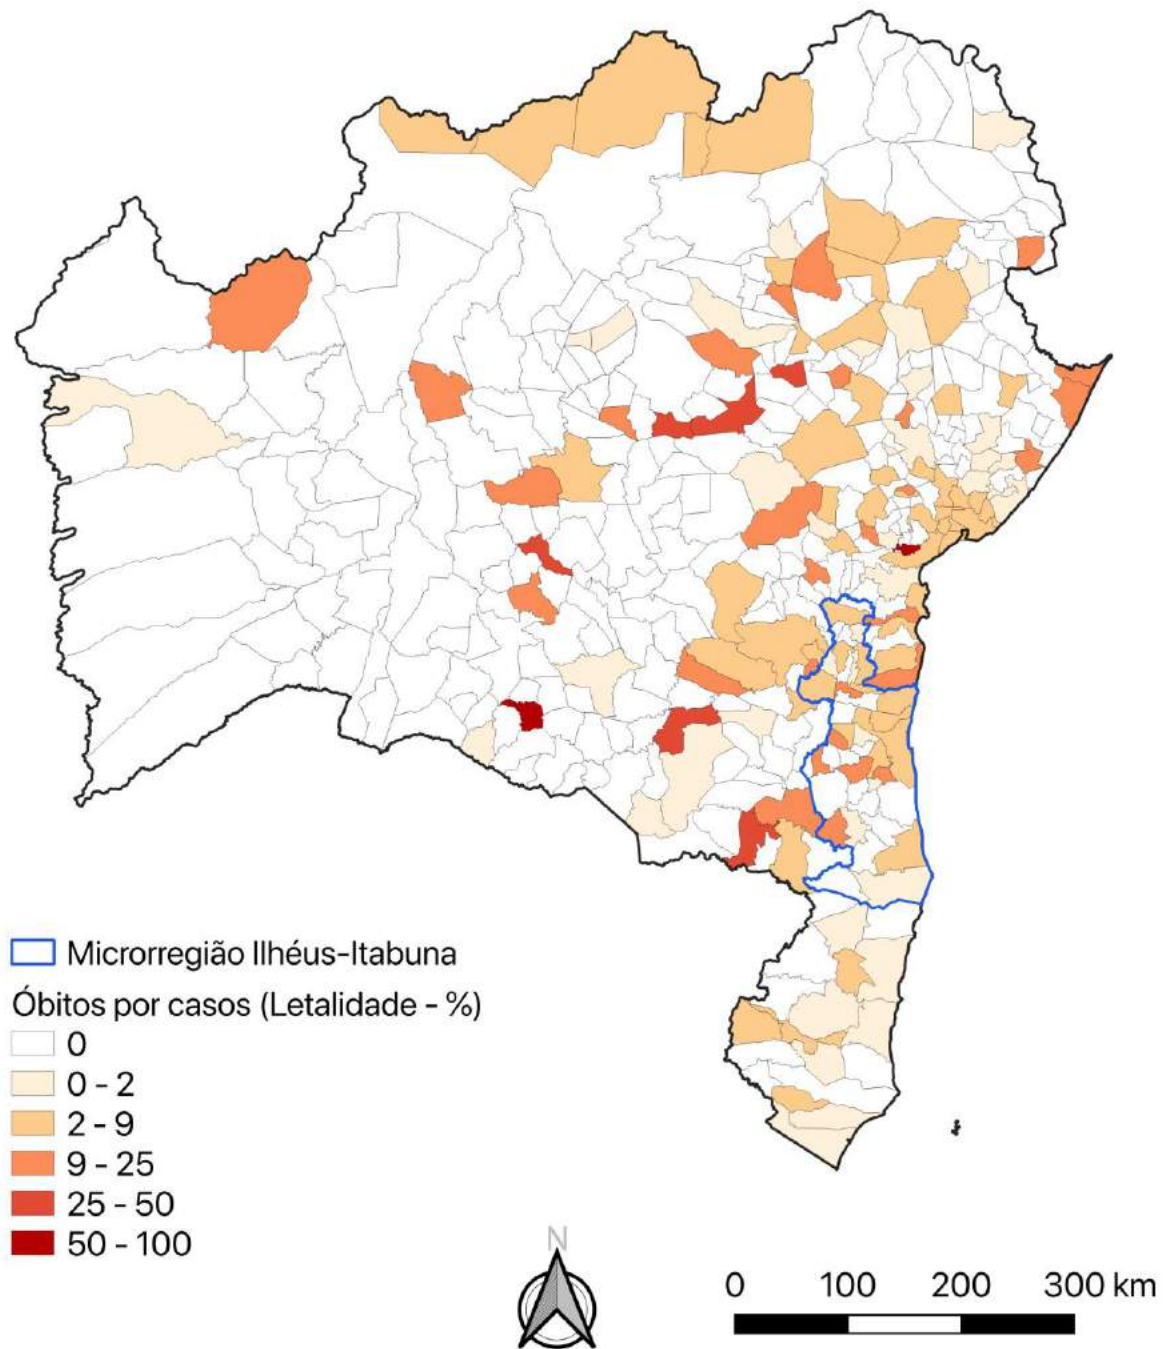 Microrregião Ilhéus-Itabuna
Óbitos por casos (Letalidade - %)
0
0 - 2
2 - 9
9 - 25
25 - 50
50 - 100
N
0 100 200 300 km